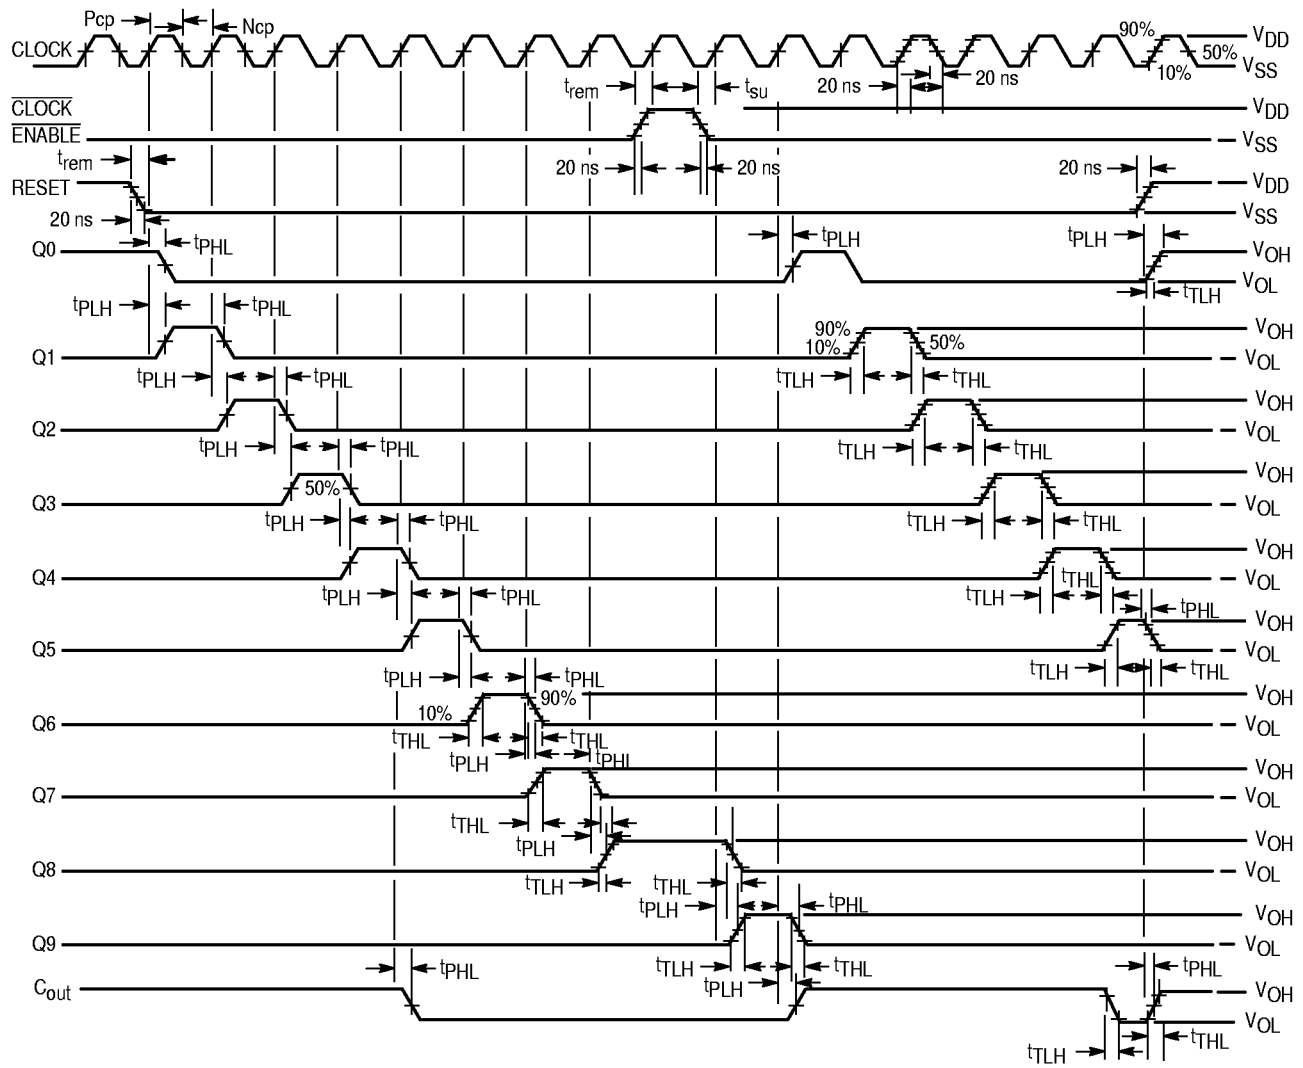 Pcp Ncp
CLOCK 90% 50% 10% VDD
VSS
trem tsu 20 ns 20 ns
CLOCK VDD
ENABLE VSS
trem 20 ns 20 ns 20 ns
RESET VDD
20 ns VSS
tPHL tPLH tPLH
Q0 VOH
VOL
tTLH
tPLH tPHL
90% 50% VOH
Q1 10% VOL
tPLH tPHL tTLH tTHL
VOH
Q2 VOL
tPLH tPHL tTLH tTHL
VOH
Q3 50% VOL
tPLH tPHL tTLH tTHL
VOH
Q4 tTHL VOL
tPLH tPHL tTLH tPHL
VOH
Q5 VOL
tPLH tPHL tTLH tTHL
90% VOH
Q6 10% VOL
tTHL tTHL
tPLH tPHL
VOH
Q7 VOL
tTHL tPLH
VOH
Q8 VOL
tTLH tTHL
tPLH tPHL
VOH
Q9 VOL
tPHL tTLH tTHL tPHL
tPLH
Cout VOH
VOL
tTLH tTHL